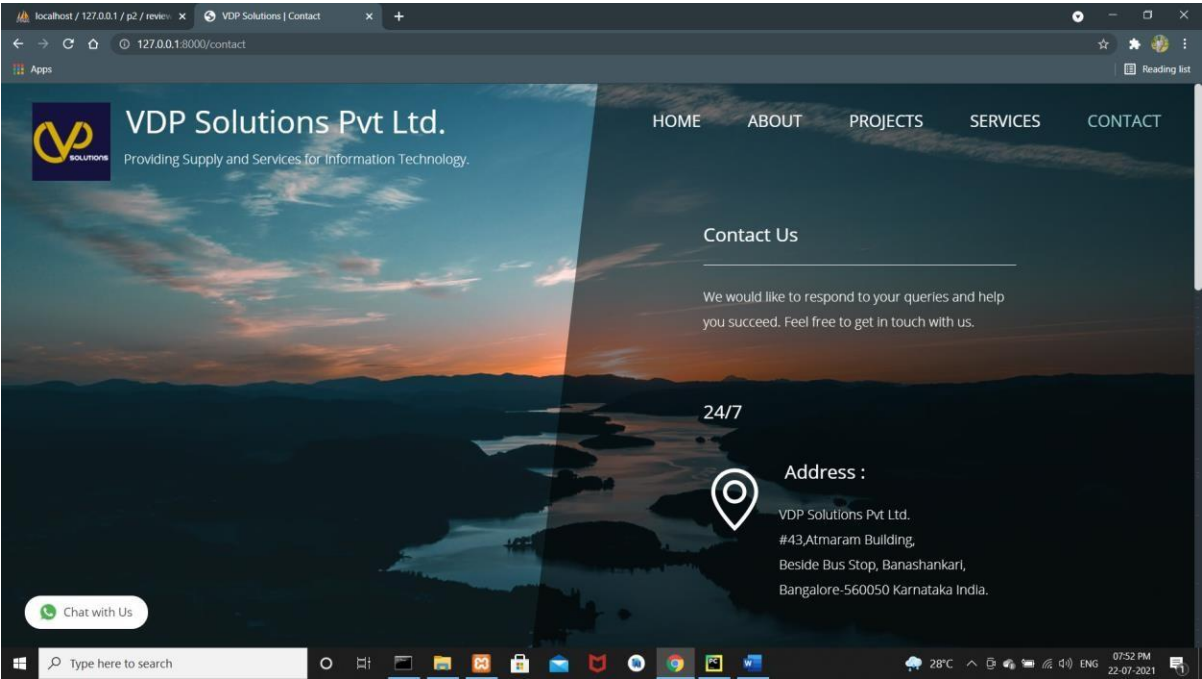 localhost / 127.0.0.1 / p2 / review
VDP Solutions | Contact
127.0.0.1:8000/contact
Apps
Reading list
SOLUTIONS
VDP Solutions Pvt Ltd.
Providing Supply and Services for Information Technology.
HOME ABOUT PROJECTS SERVICES CONTACT
Contact Us
We would like to respond to your queries and help
you succeed. Feel free to get in touch with us.
24/7
Address :
VDP Solutions Pvt Ltd.
#43,Atmaram Building,
Beside Bus Stop, Banashankari,
Bangalore-560050 Karnataka India.
Chat with Us
Type here to search
28°C
ENG
07:52 PM
22-07-2021
1